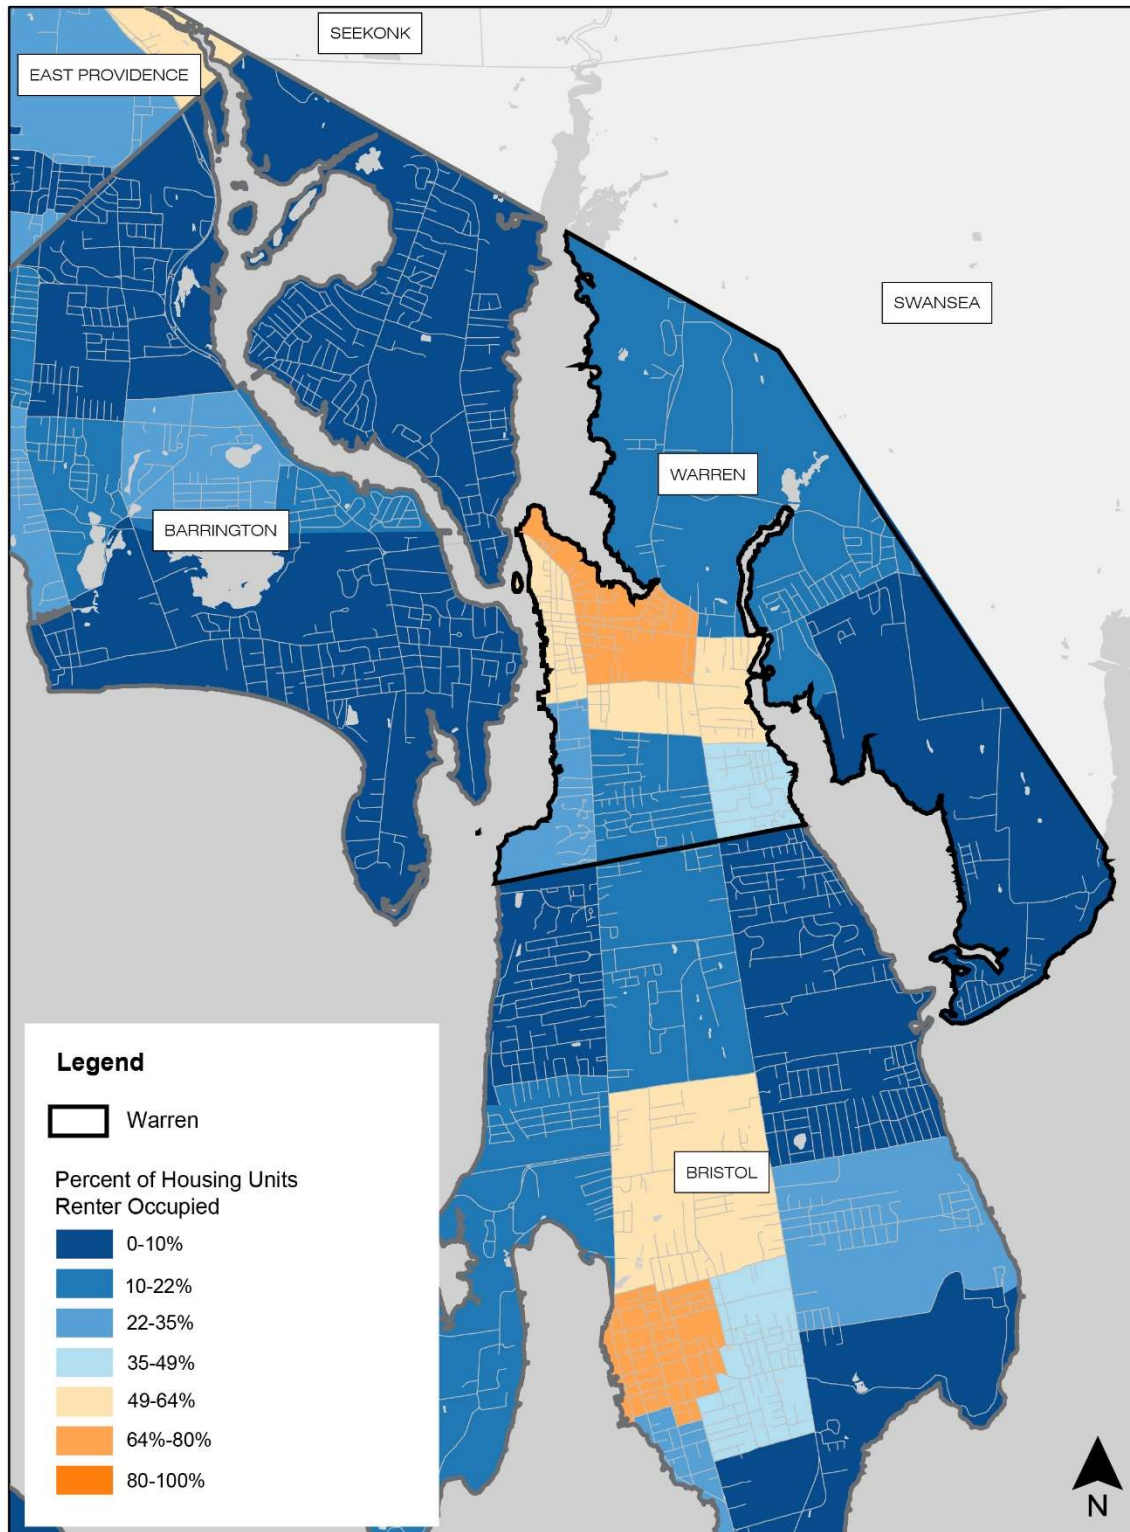 SEEKONK
EAST PROVIDENCE
SWANSEA
WARREN
BARRINGTON
BRISTOL
Legend
Warren
Percent of Housing Units
Renter Occupied
0-10%
10-22%
22-35%
35-49%
49-64%
64%-80%
80-100%
N